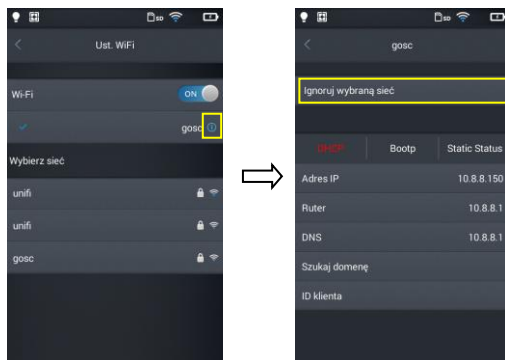 SD
Ust. WiFi
Wi-Fi ON
gosc
Wybierz sieć
unifi
unifi
gosc
SD
gosc
Ignoruj wybraną sieć
DHCP Bootp Static Status
Adres IP 10.8.8.150
Ruter 10.8.8.1
DNS 10.8.8.1
Szukaj domenę
ID klienta